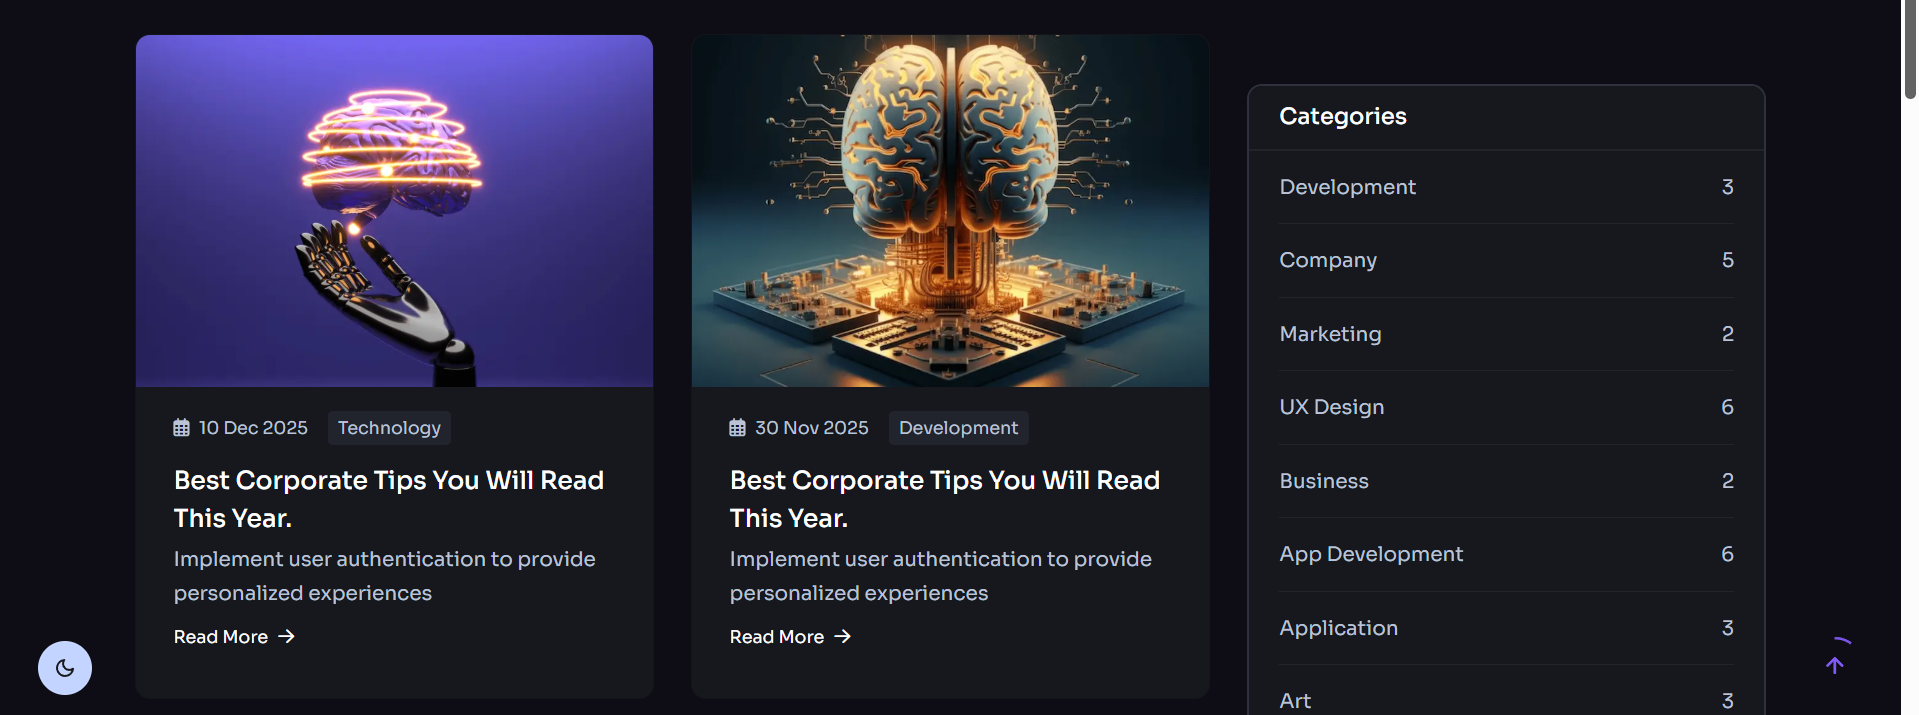 10 Dec 2025 Technology
Best Corporate Tips You Will Read
This Year.
Implement user authentication to provide
personalized experiences
Read More
30 Nov 2025 Development
Best Corporate Tips You Will Read
This Year.
Implement user authentication to provide
personalized experiences
Read More
Categories
Development 3
Company 5
Marketing 2
UX Design 6
Business 2
App Development 6
Application 3
Art 3